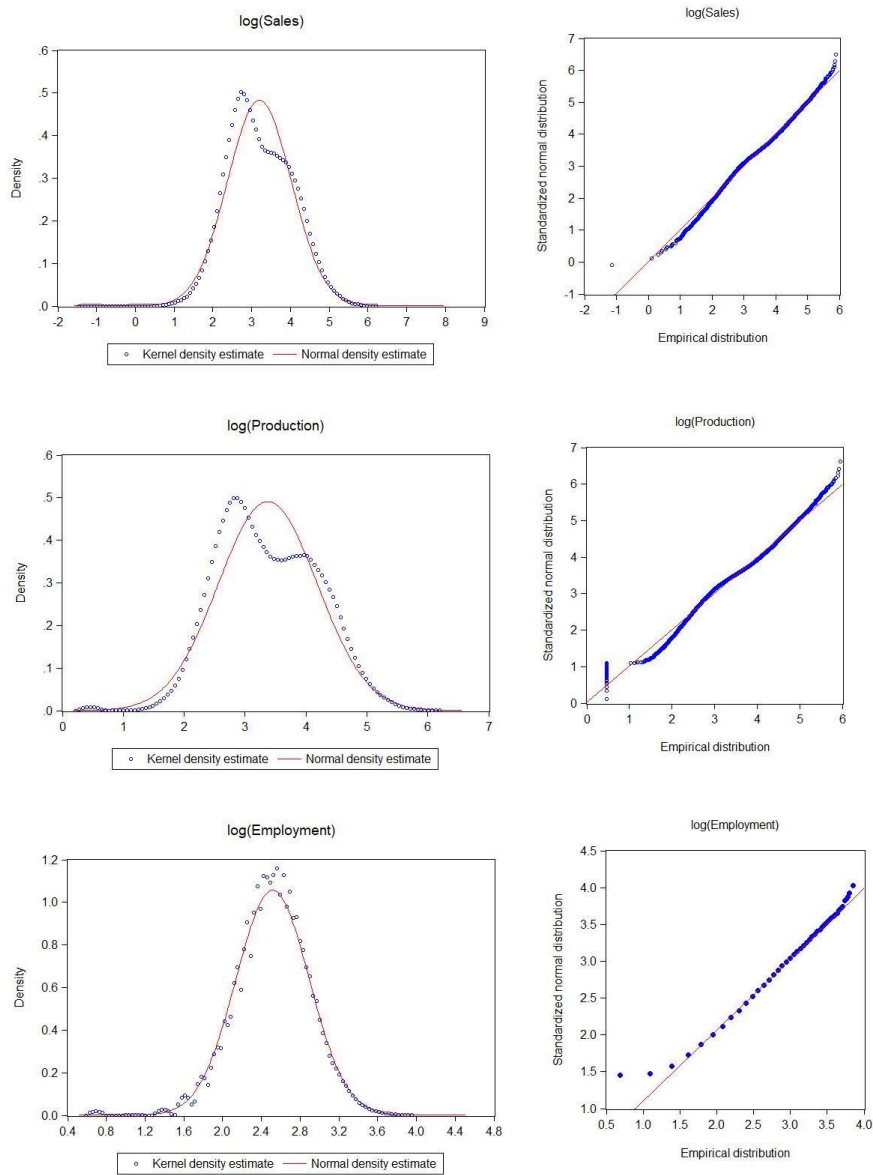 log(Sales)
.6
.5
.4
.3
.2
.1
.0
Density
-2 -1 0 1 2 3 4 5 6 7 8 9
Kernel density estimate Normal density estimate
log(Sales)
7
6
5
4
3
2
1
0
-1
Standardized normal distribution
-2 -1 0 1 2 3 4 5 6
Empirical distribution
log(Production)
.6
.5
.4
.3
.2
.1
.0
Density
0 1 2 3 4 5 6 7
Kernel density estimate Normal density estimate
log(Production)
7
6
5
4
3
2
1
0
Standardized normal distribution
0 1 2 3 4 5 6
Empirical distribution
log(Employment)
1.2
1.0
0.8
0.6
0.4
0.2
0.0
Density
0.4 0.8 1.2 1.6 2.0 2.4 2.8 3.2 3.6 4.0 4.4 4.8
Kernel density estimate Normal density estimate
log(Employment)
4.5
4.0
3.5
3.0
2.5
2.0
1.5
1.0
Standardized normal distribution
0.5 1.0 1.5 2.0 2.5 3.0 3.5 4.0
Empirical distribution